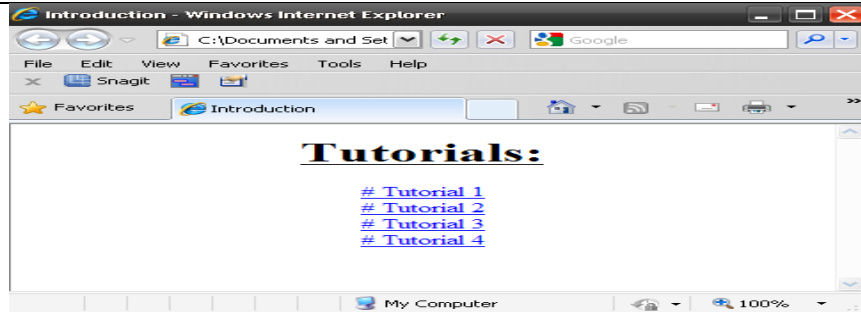 Introduction - Windows Internet Explorer
C:\Documents and Set Google
File Edit View Favorites Tools Help
Snagit
Favorites Introduction
Tutorials:
# Tutorial 1
# Tutorial 2
# Tutorial 3
# Tutorial 4
My Computer 100%